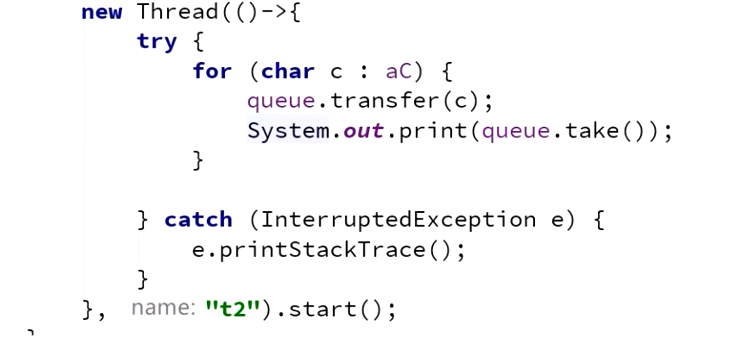 new Thread(()->{
try {
for (char c : aC) {
queue.transfer(c);
System.out.print(queue.take());
}
} catch (InterruptedException e) {
e.printStackTrace();
}
}, name: "t2").start();